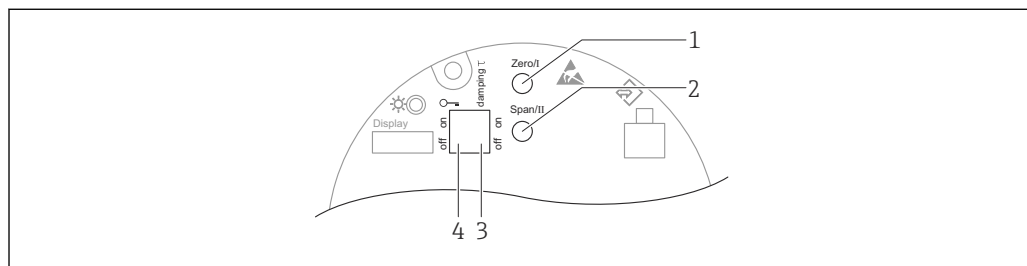 1
Zero/I
damping τ
2
Span/II
Display
on
off
on
off
4 3